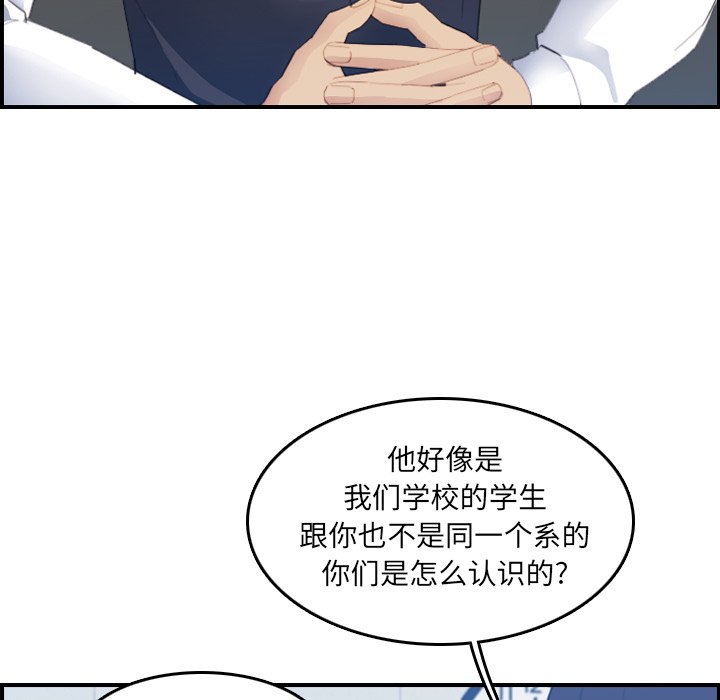 他好像是
我们学校的学生
跟你也不是同一个系的
你们是怎么认识的?
12